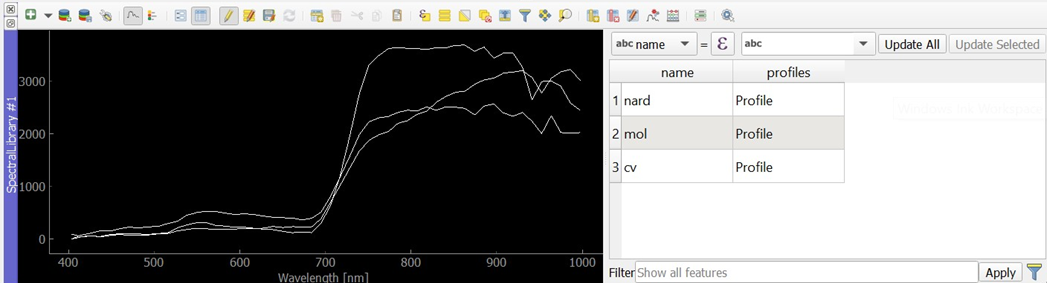 SpectralLibrary #1
3000
2000
1000
0
400
500
600
700
800
900
1000
Wavelength [nm]
abc name = ε abc Update All Update Selected
name profiles
1 nard Profile
2 mol Profile
3 cv Profile
Filter Show all features Apply